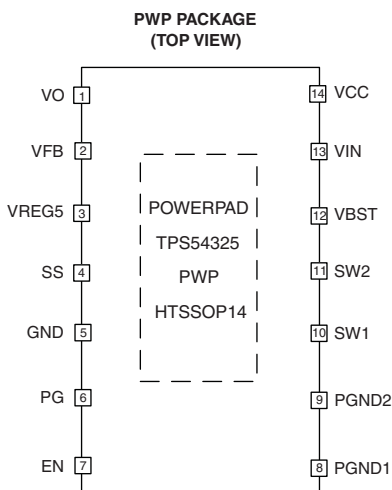 PWP PACKAGE
(TOP VIEW)
VO 1
14 VCC
VFB 2
13 VIN
VREG5 3
12 VBST
SS 4
11 SW2
GND 5
10 SW1
PG 6
9 PGND2
EN 7
8 PGND1
POWERPAD
TPS54325
PWP
HTSSOP14